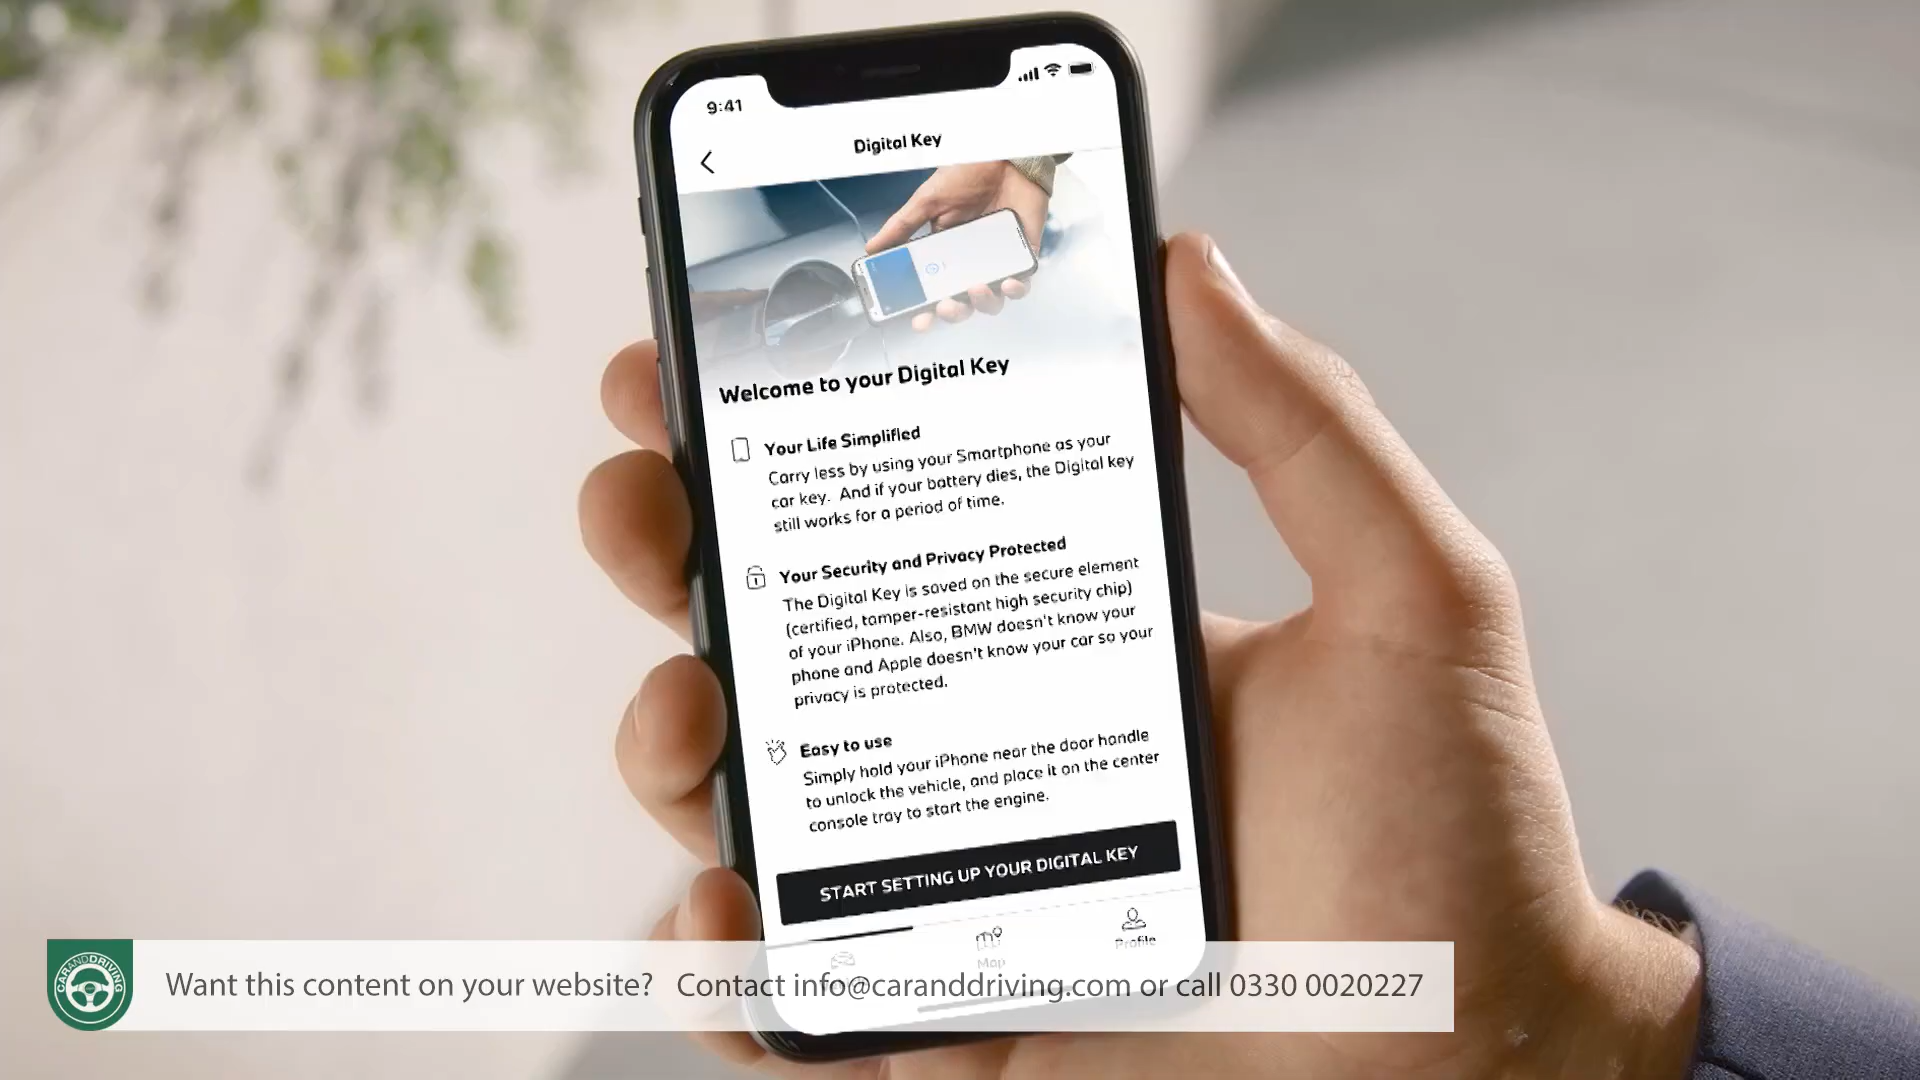 9:41
Digital Key
Welcome to your Digital Key
Your Life Simplified
Carry less by using your Smartphone as your
car key. And if your battery dies, the Digital key
still works for a period of time.
Your Security and Privacy Protected
The Digital Key is saved on the secure element
(certified, tamper-resistant high security chip)
of your iPhone. Also, BMW doesn't know your
phone and Apple doesn't know your car so your
privacy is protected.
Easy to use
Simply hold your iPhone near the door handle
to unlock the vehicle, and place it on the center
console tray to start the engine.
START SETTING UP YOUR DIGITAL KEY
Map
Profile
CARANDDRIVING
Want this content on your website? Contact info@caranddriving.com or call 0330 0020227